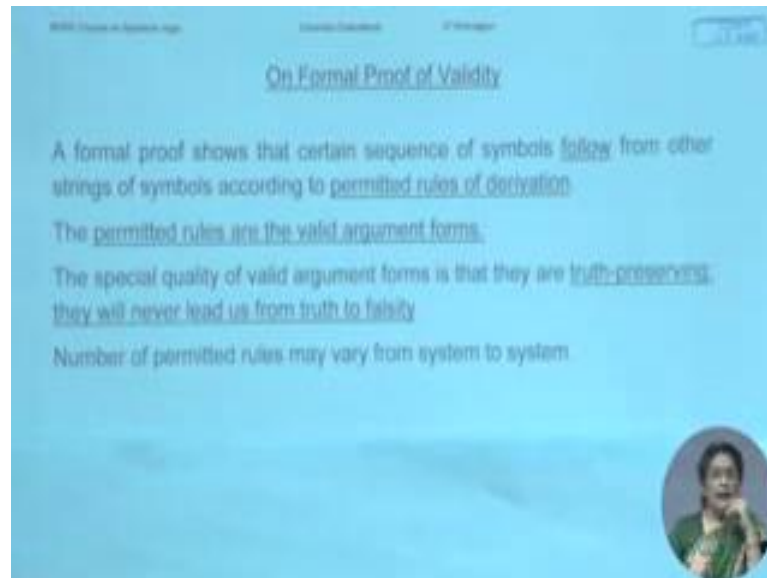 On Formal Proof of Validity
A formal proof shows that certain sequence of symbols follow from other
strings of symbols according to permitted rules of derivation.
The permitted rules are the valid argument forms.
The special quality of valid argument forms is that they are truth-preserving:
they will never lead us from truth to falsity
Number of permitted rules may vary from system to system